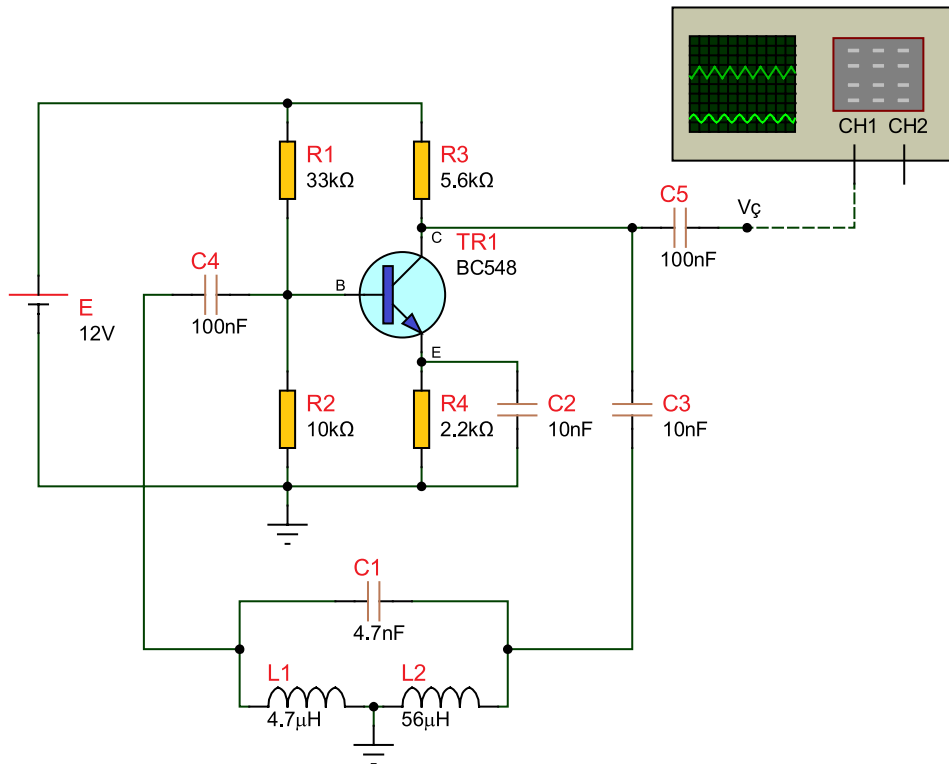 CH1 CH2
R1
33kΩ
R3
5.6kΩ
C5
100nF
Vç
C
TR1
BC548
C4
100nF
B
E
12V
E
R2
10kΩ
R4
2.2kΩ
C2
10nF
C3
10nF
C1
4.7nF
L1
4.7μH
L2
56μH